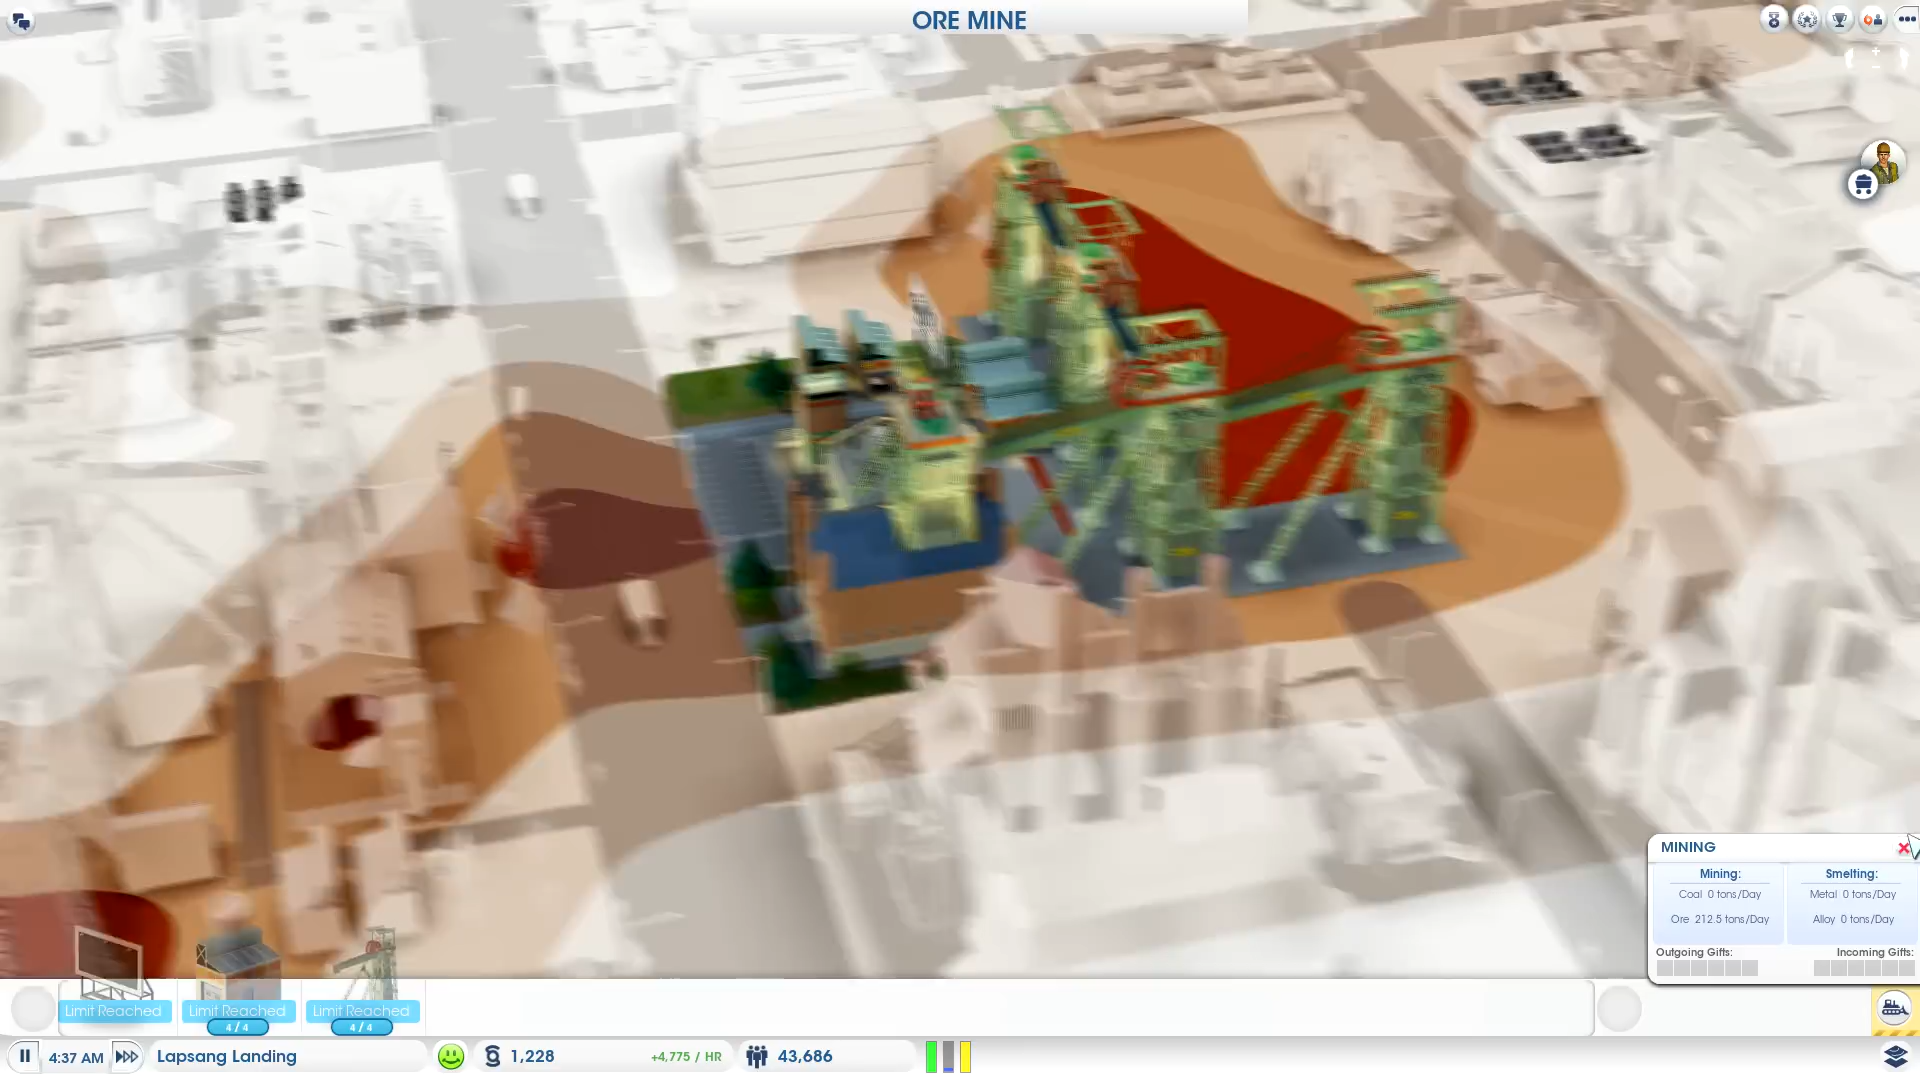 ORE MINE
MINING
Mining:
Smelting:
Coal 0 tons/Day
Metal 0 tons/Day
Ore 212.5 tons/Day
Alloy 0 tons/Day
Outgoing Gifts:
Incoming Gifts:
Limit Reached
Limit Reached
Limit Reached
4 / 4
4 / 4
4:37 AM
Lapsang Landing
1,228
+4,775 / HR
43,686